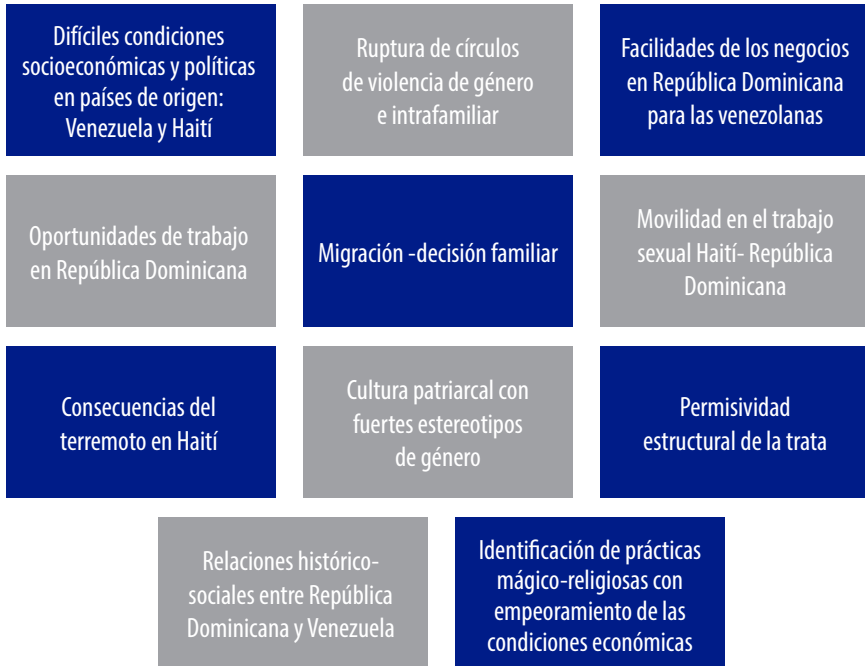 Difíciles condiciones
socioeconómicas y políticas
en países de origen:
Venezuela y Haití
Ruptura de círculos
de violencia de género
e intrafamiliar
Facilidades de los negocios
en República Dominicana
para las venezolanas
Oportunidades de trabajo
en República Dominicana
Migración -decisión familiar
Movilidad en el trabajo
sexual Haití- República
Dominicana
Consecuencias del
terremoto en Haití
Cultura patriarcal con
fuertes estereotipos
de género
Permisividad
estructural de la trata
Relaciones histórico-
sociales entre República
Dominicana y Venezuela
Identificación de prácticas
mágico-religiosas con
empeoramiento de las
condiciones económicas